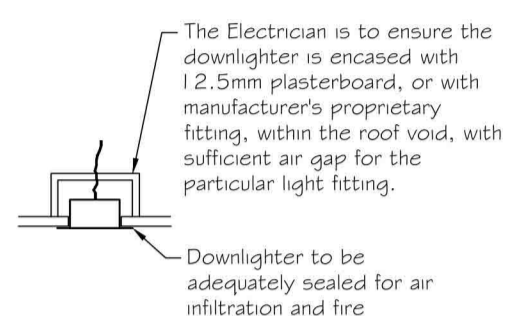 The Electrician is to ensure the
downlighter is encased with
12.5mm plasterboard, or with
manufacturer's proprietary
fitting, within the roof void, with
sufficient air gap for the
particular light fitting.
Downlighter to be
adequately sealed for air
infiltration and fire